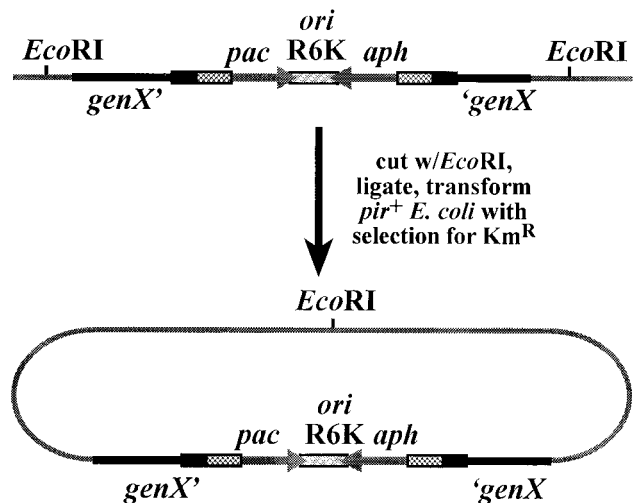 ori
EcoRI pac R6K aph EcoRI
genX’ ‘genX
cut w/EcoRI,
ligate, transform
pir+ E. coli with
selection for KmR
EcoRI
ori
pac R6K aph
genX’ ‘genX